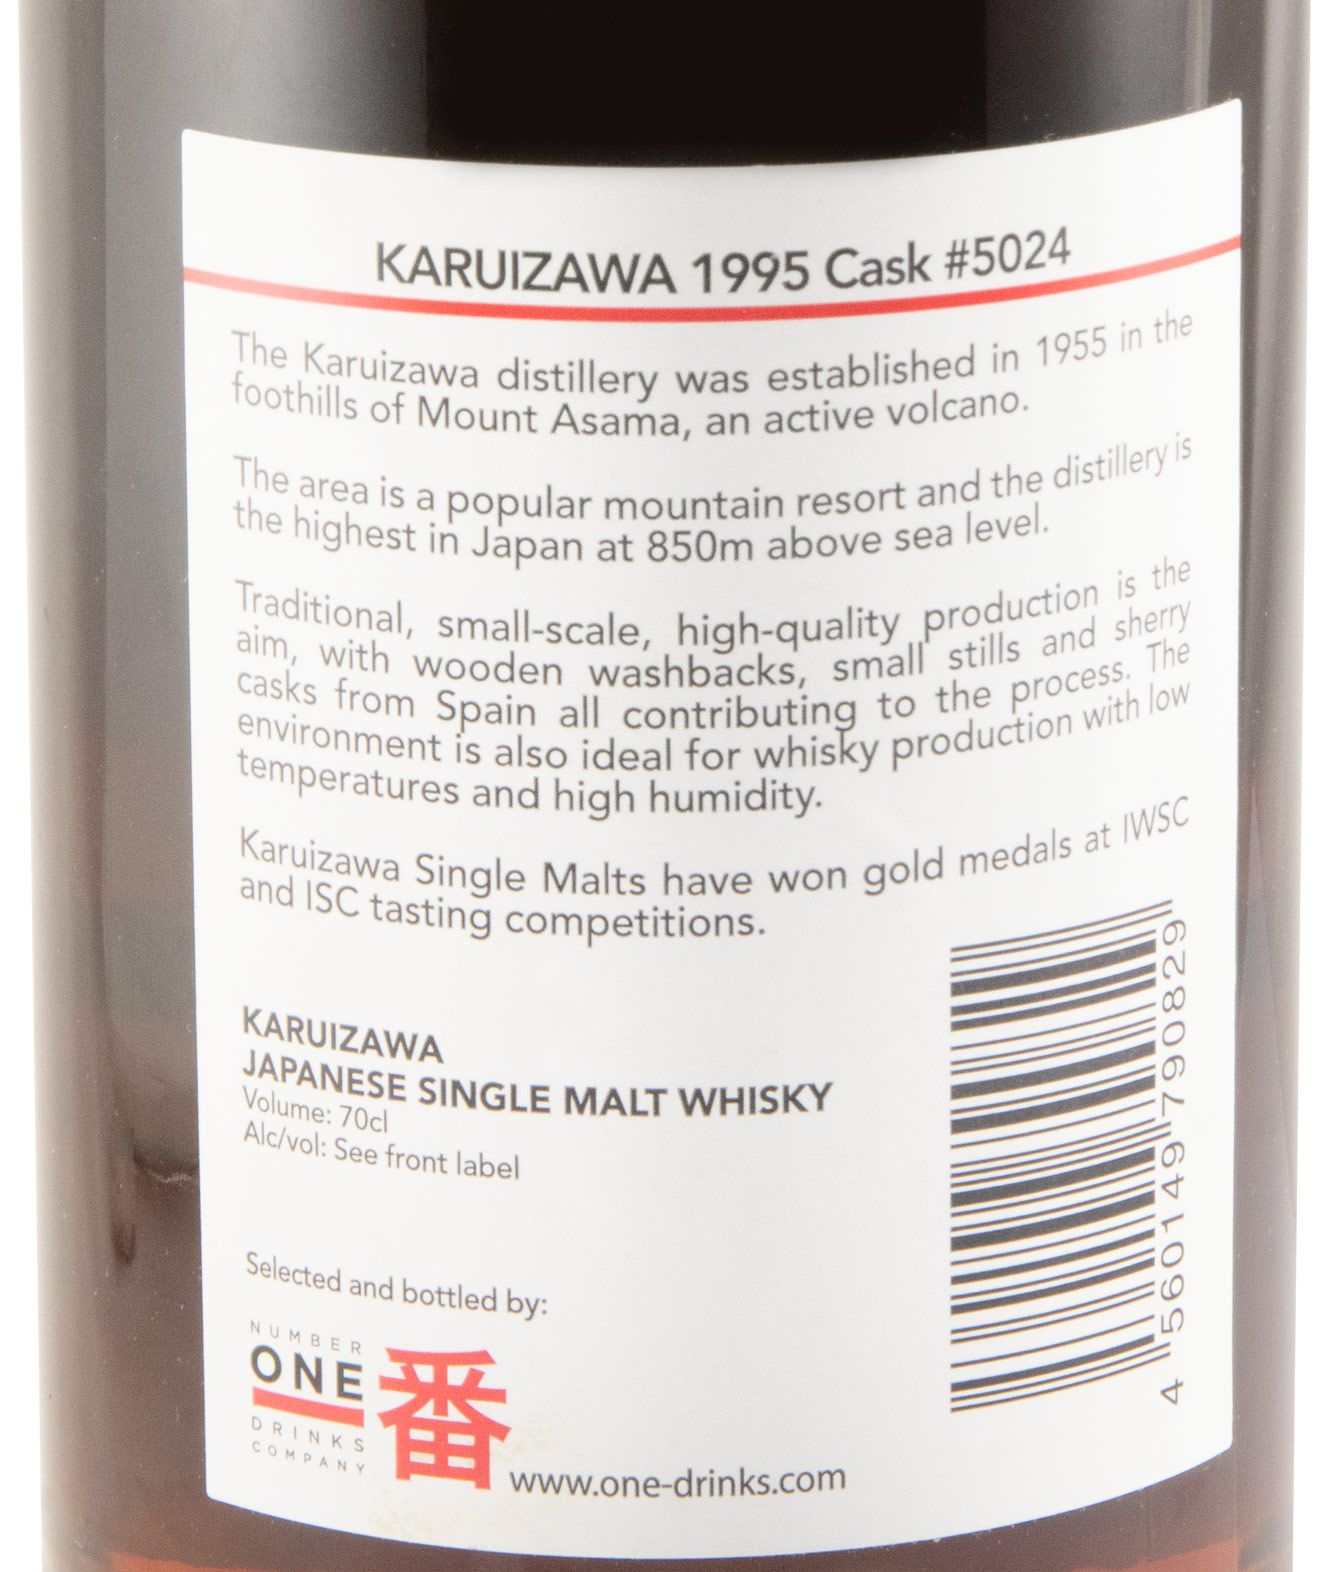 KARUIZAWA 1995 Cask #5024
The Karuizawa distillery was established in 1955 in the
foothills of Mount Asama, an active volcano.
The area is a popular mountain resort and the distillery is
the highest in Japan at 850m above sea level.
Traditional, small-scale, high-quality production is the
aim, with wooden washbacks, small stills and sherry
casks from Spain all contributing to the process. The
environment is also ideal for whisky production with low
temperatures and high humidity.
Karuizawa Single Malts have won gold medals at IWSC
and ISC tasting competitions.
KARUIZAWA
JAPANESE SINGLE MALT WHISKY
Volume: 70cl
Alc/vol: See front label
4 560149 790829
Selected and bottled by:
NUMBER
ONE
DRINKS
COMPANY
番
www.one-drinks.com